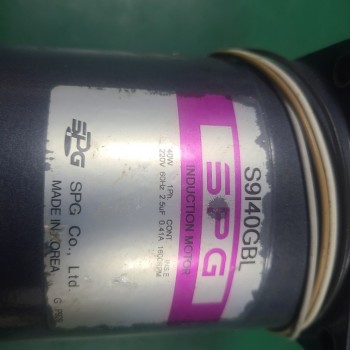 S9I40GBL
SPG
INDUCTION MOTOR
40W 1Ph. CONT
220V 60Hz 2.5uF 0.41A
SPG SPG Co., Ltd.
MADE IN KOREA